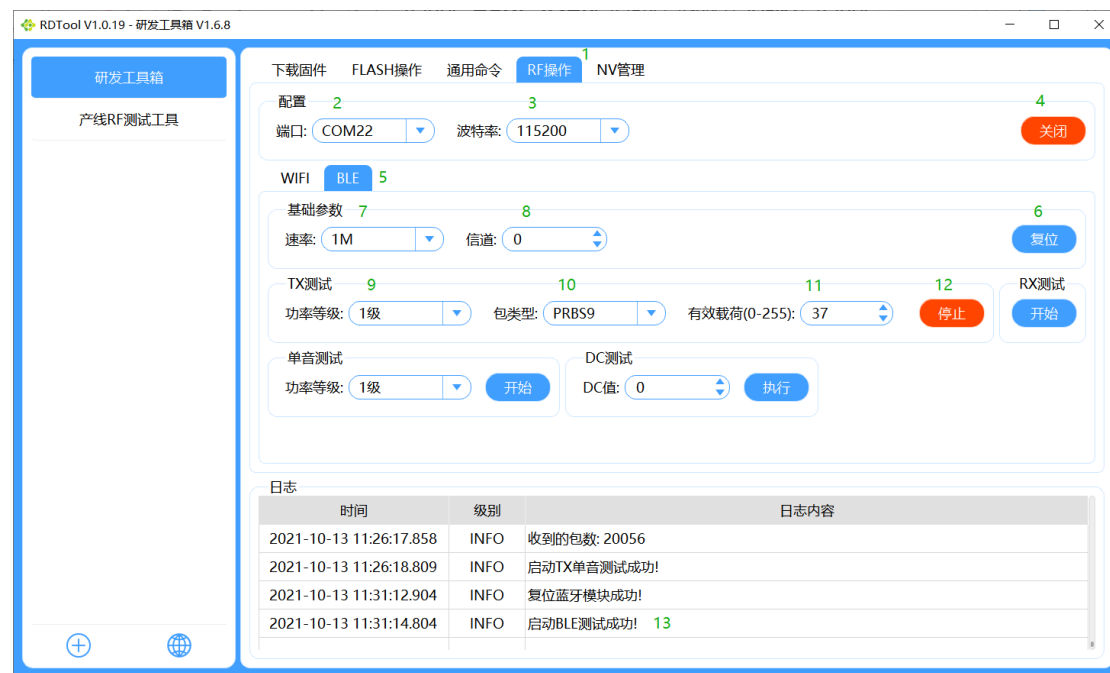 RDTool V1.0.19 - 研发工具箱 V1.6.8
研发工具箱
产线RF测试工具
下载固件 FLASH操作 通用命令 RF操作 1 NV管理
配置 2 3 4
端口: COM22 波特率: 115200 关闭
WIFI BLE 5
基础参数 7 8 6
速率: 1M 信道: 0 复位
TX测试 9 10 11 12 RX测试
功率等级: 1级 包类型: PRBS9 有效载荷(0-255): 37 停止 开始
单音测试 DC测试
功率等级: 1级 开始 DC值: 0 执行
日志
时间 级别 日志内容
2021-10-13 11:26:17.858 INFO 收到的包数: 20056
2021-10-13 11:26:18.809 INFO 启动TX单音测试成功!
2021-10-13 11:31:12.904 INFO 复位蓝牙模块成功!
2021-10-13 11:31:14.804 INFO 启动BLE测试成功! 13